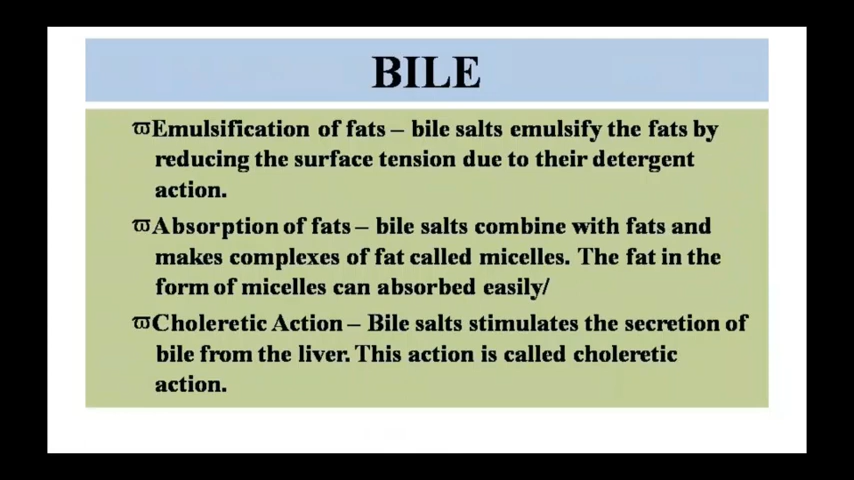 BILE
ϖEmulsification of fats – bile salts emulsify the fats by
reducing the surface tension due to their detergent
action.
ϖAbsorption of fats – bile salts combine with fats and
makes complexes of fat called micelles. The fat in the
form of micelles can absorbed easily/
ϖCholeretic Action – Bile salts stimulates the secretion of
bile from the liver. This action is called choleretic
action.